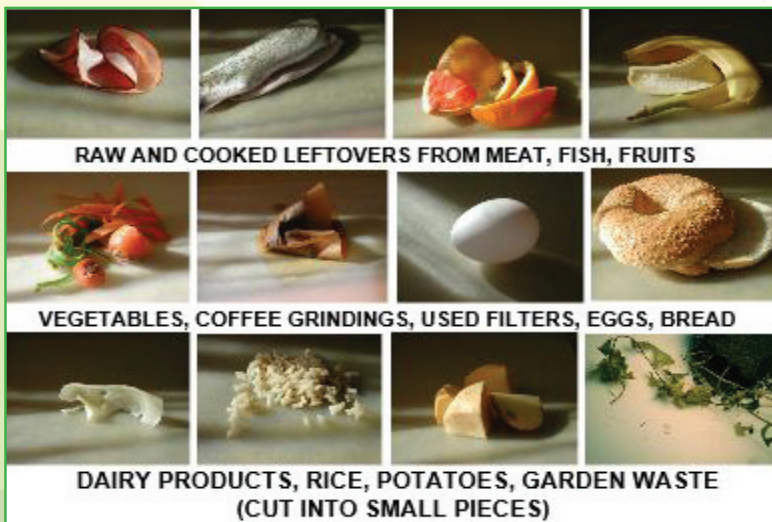 RAW AND COOKED LEFTOVERS FROM MEAT, FISH, FRUITS
VEGETABLES, COFFEE GRINDINGS, USED FILTERS, EGGS, BREAD
DAIRY PRODUCTS, RICE, POTATOES, GARDEN WASTE
(CUT INTO SMALL PIECES)